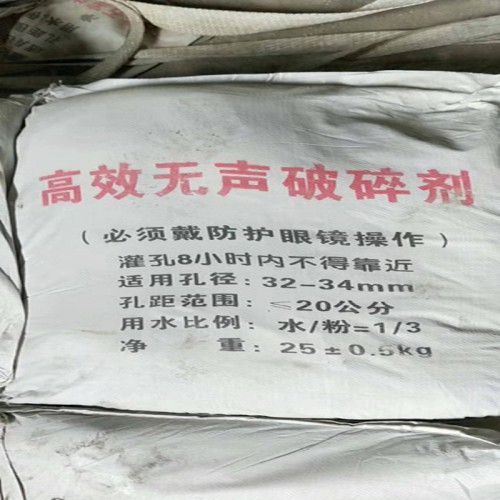 高效无声破碎剂
（必须戴防护眼镜操作）
灌孔8小时内不得靠近
适用孔径：32-34mm
孔距范围：≤20公分
用水比例：水/粉=1/3
净 重：25±0.5kg